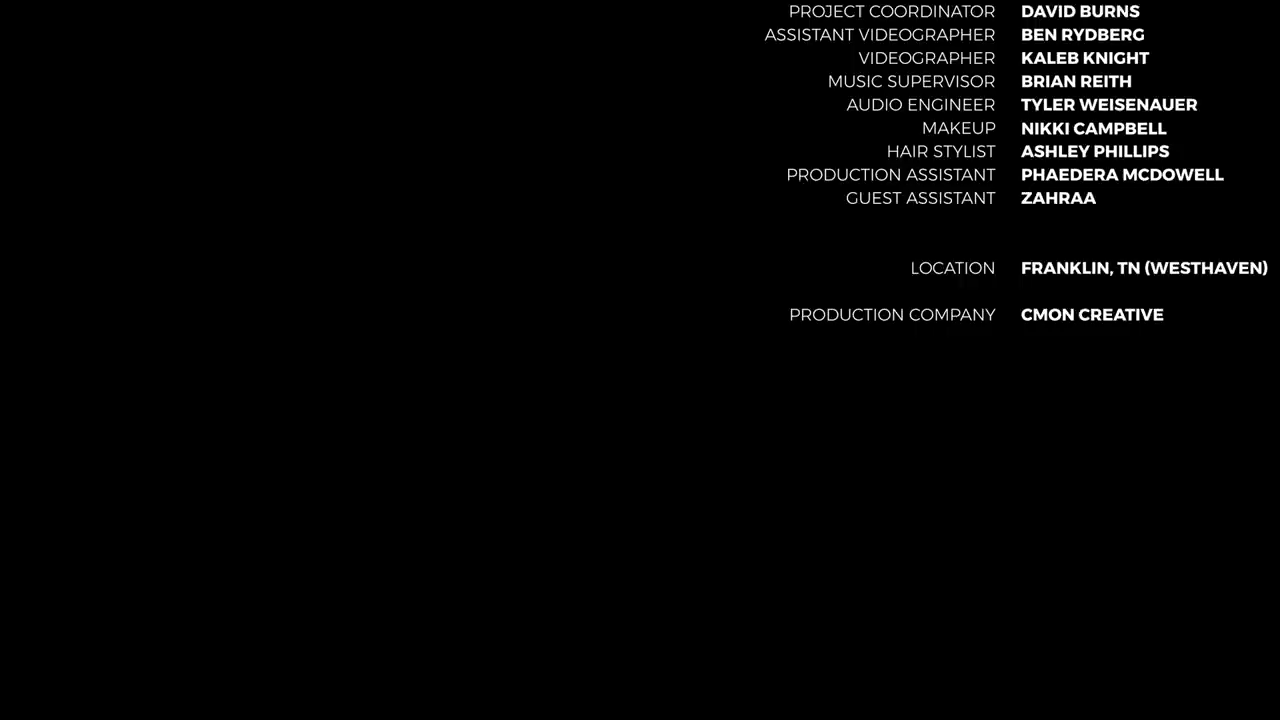 PROJECT COORDINATOR DAVID BURNS
ASSISTANT VIDEOGRAPHER BEN RYDBERG
VIDEOGRAPHER KALEB KNIGHT
MUSIC SUPERVISOR BRIAN REITH
AUDIO ENGINEER TYLER WEISENAUER
MAKEUP NIKKI CAMPBELL
HAIR STYLIST ASHLEY PHILLIPS
PRODUCTION ASSISTANT PHAEDERA MCDOWELL
GUEST ASSISTANT ZAHRAA
LOCATION FRANKLIN, TN (WESTHAVEN)
PRODUCTION COMPANY CMON CREATIVE